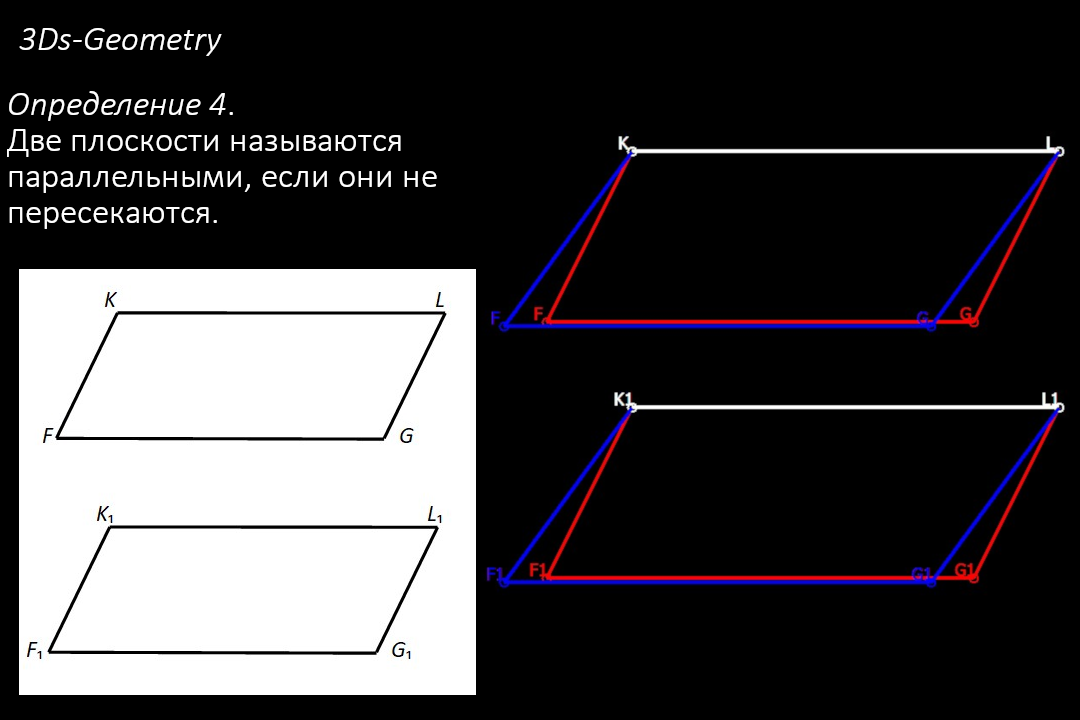 3Ds-Geometry
Определение 4.
Две плоскости называются
параллельными, если они не
пересекаются.
K L
F G
K₁ L₁
F₁ G₁
K L
F F G G
K1 L1
F1 F1 G1 G1